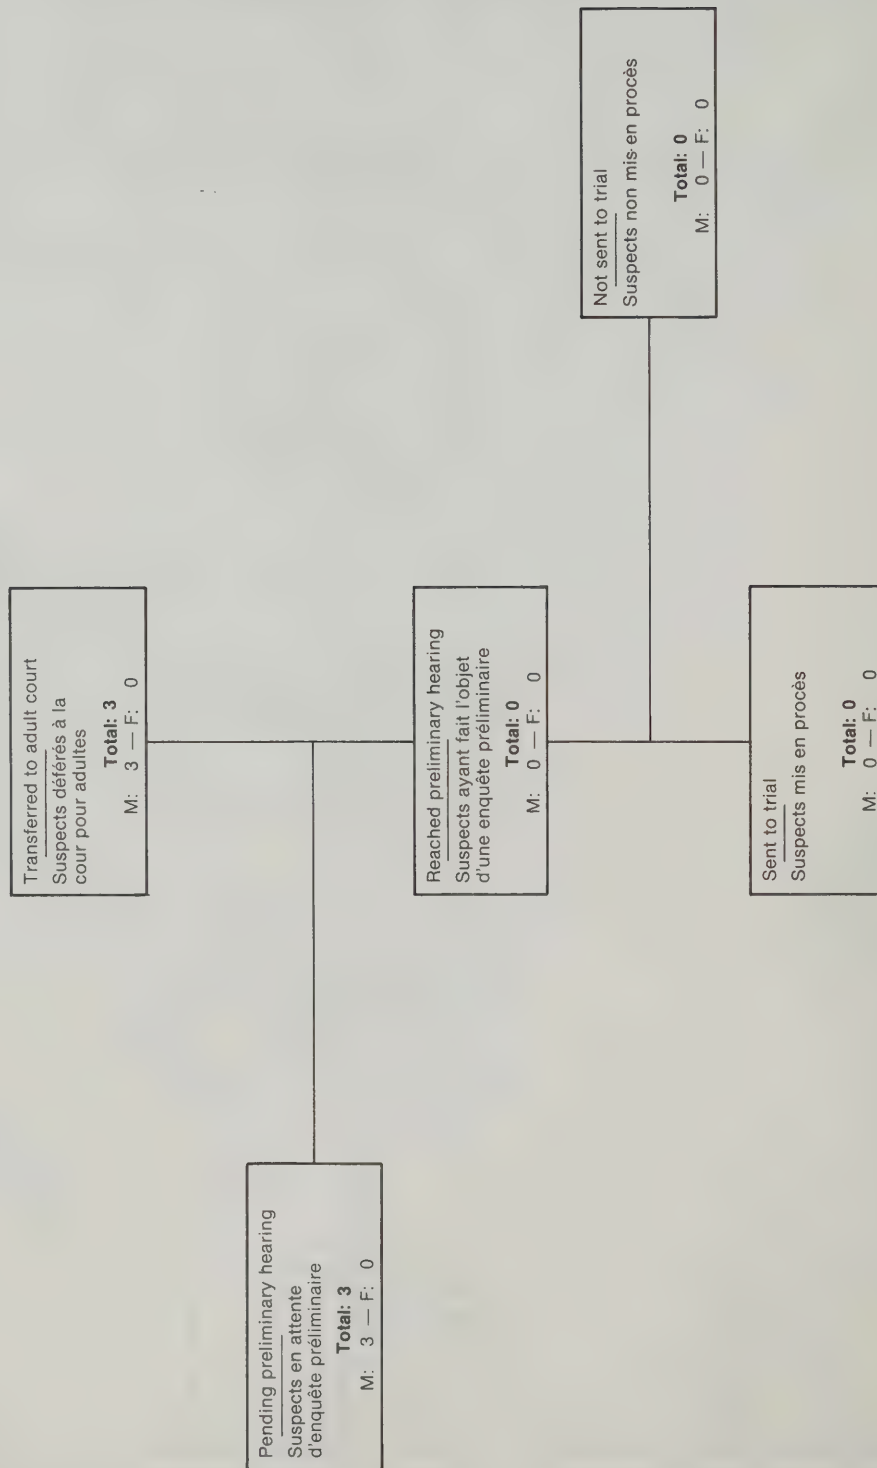 Transferred to adult court
Suspects déférés à la
cour pour adultes
Total: 3
M: 3 — F: 0
Pending preliminary hearing
Suspects en attente
d'enquête préliminaire
Total: 3
M: 3 — F: 0
Reached preliminary hearing
Suspects ayant fait l'objet
d'une enquête préliminaire
Total: 0
M: 0 — F: 0
Not sent to trial
Suspects non mis en procès
Total: 0
M: 0 — F: 0
Sent to trial
Suspects mis en procès
Total: 0
M: 0 — F: 0